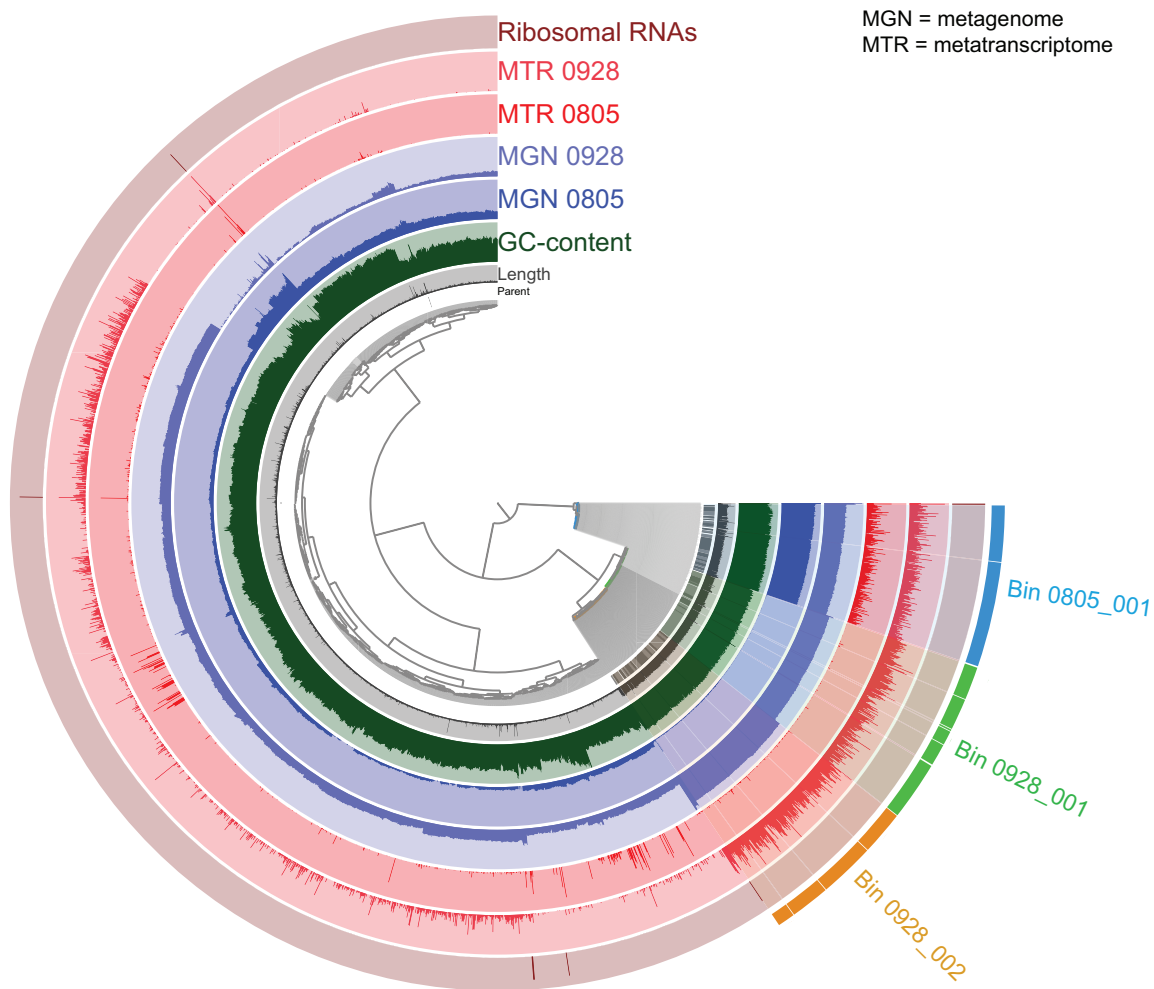 MGN = metagenome
MTR = metatranscriptome
Ribosomal RNAs
MTR 0928
MTR 0805
MGN 0928
MGN 0805
GC-content
Length
Parent
Bin 0805_001
Bin 0928_001
Bin 0928_002